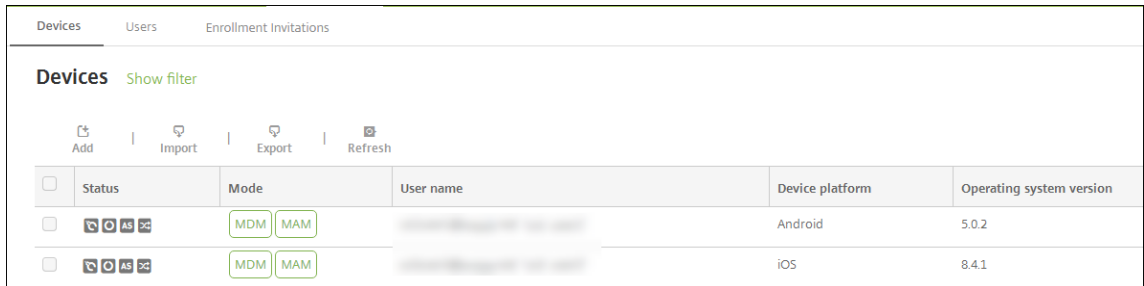 Devices Users Enrollment Invitations
Devices Show filter
Add | Import | Export | Refresh
Status Mode User name Device platform Operating system version
AS MDM MAM Android 5.0.2
AS MDM MAM iOS 8.4.1